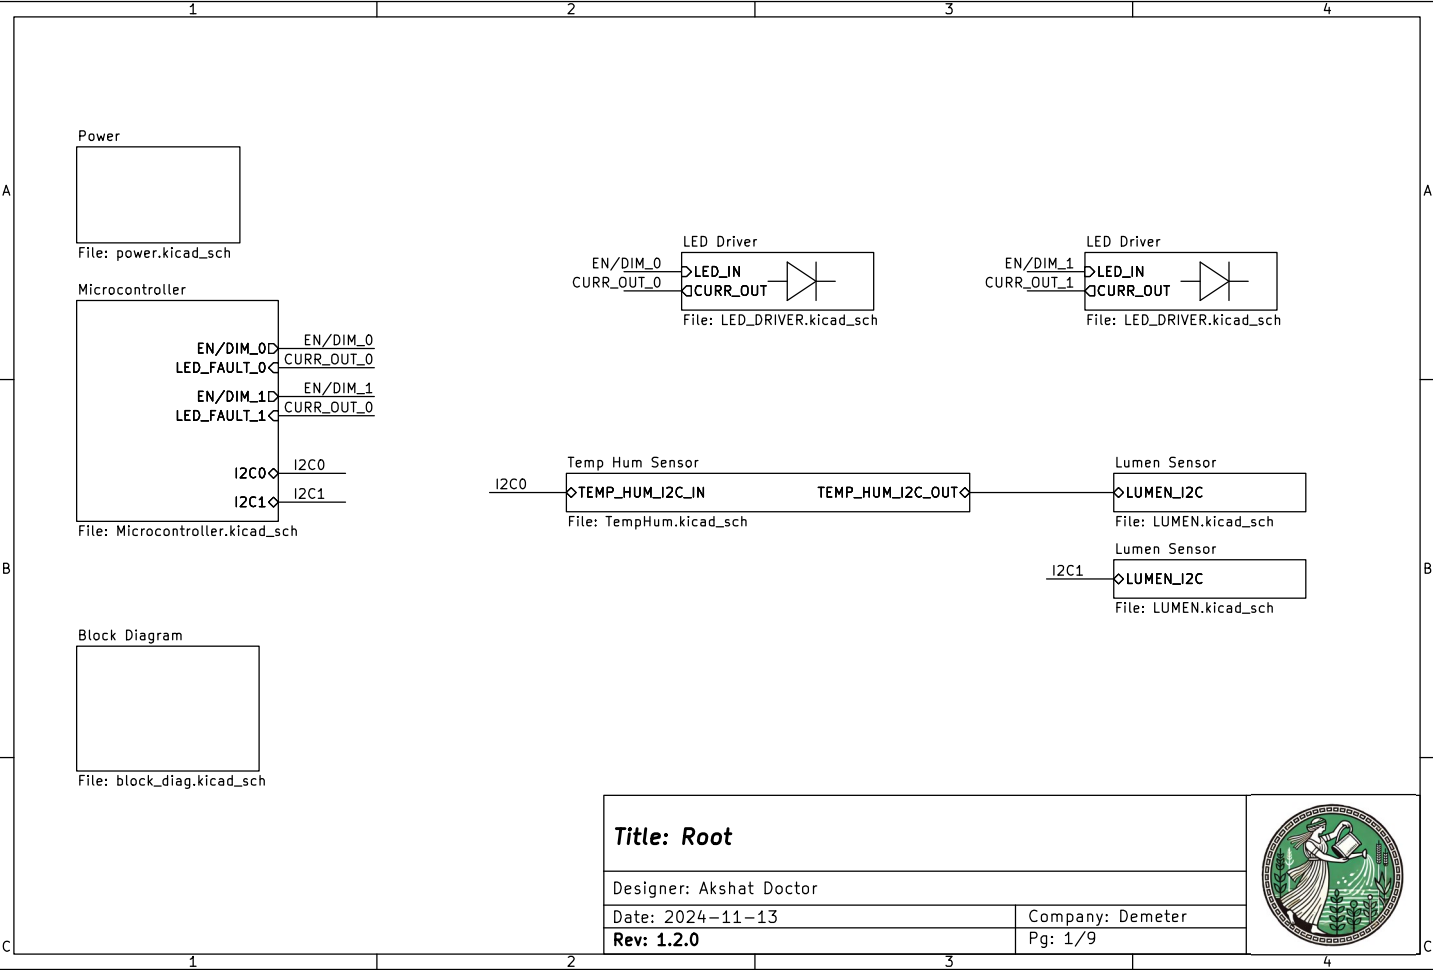 1 2 3 4
A A
Power
File: power.kicad_sch
Microcontroller
EN/DIM_0 EN/DIM_0
LED_FAULT_0 CURR_OUT_0
EN/DIM_1 EN/DIM_1
LED_FAULT_1 CURR_OUT_0
I2C0 I2C0
I2C1 I2C1
File: Microcontroller.kicad_sch
LED Driver
EN/DIM_0 LED_IN
CURR_OUT_0 CURR_OUT
File: LED_DRIVER.kicad_sch
LED Driver
EN/DIM_1 LED_IN
CURR_OUT_1 CURR_OUT
File: LED_DRIVER.kicad_sch
Temp Hum Sensor
I2C0 TEMP_HUM_I2C_IN TEMP_HUM_I2C_OUT
File: TempHum.kicad_sch
Lumen Sensor
LUMEN_I2C
File: LUMEN.kicad_sch
Lumen Sensor
I2C1 LUMEN_I2C
File: LUMEN.kicad_sch
B B
Block Diagram
File: block_diag.kicad_sch
Title: Root
Designer: Akshat Doctor
Date: 2024-11-13 Company: Demeter
Rev: 1.2.0 Pg: 1/9
C C
1 2 3 4